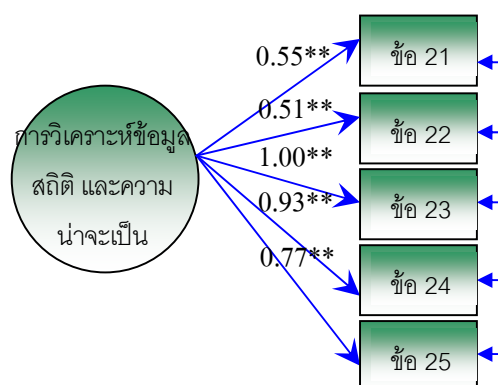 การวิเคราะห์ข้อมูล
สถิติ และความ
น่าจะเป็น
0.55**
0.51**
1.00**
0.93**
0.77**
ข้อ 21
ข้อ 22
ข้อ 23
ข้อ 24
ข้อ 25